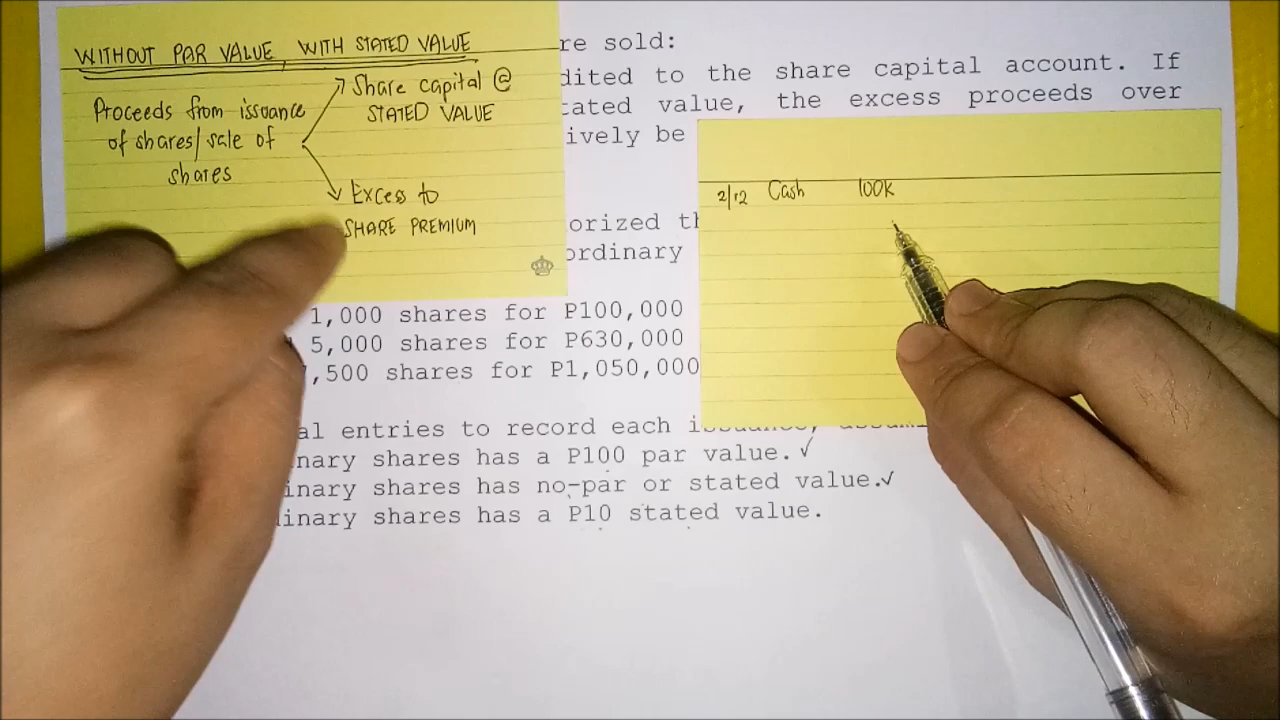 WITHOUT PAR VALUE, WITH STATED VALUE
Proceeds from issuance
of shares/sale of
shares
Share capital @
STATED VALUE
Excess to
SHARE PREMIUM
re sold:
dited to the share capital account. If
tated value, the excess proceeds over
ively be
orized th
ordinary
2/12 Cash 100K
1,000 shares for P100,000
5,000 shares for P630,000
,500 shares for P1,050,000
al entries to record each
nary shares has a P100 par value. ✓
inary shares has no-par or stated value. ✓
inary shares has a P10 stated value.